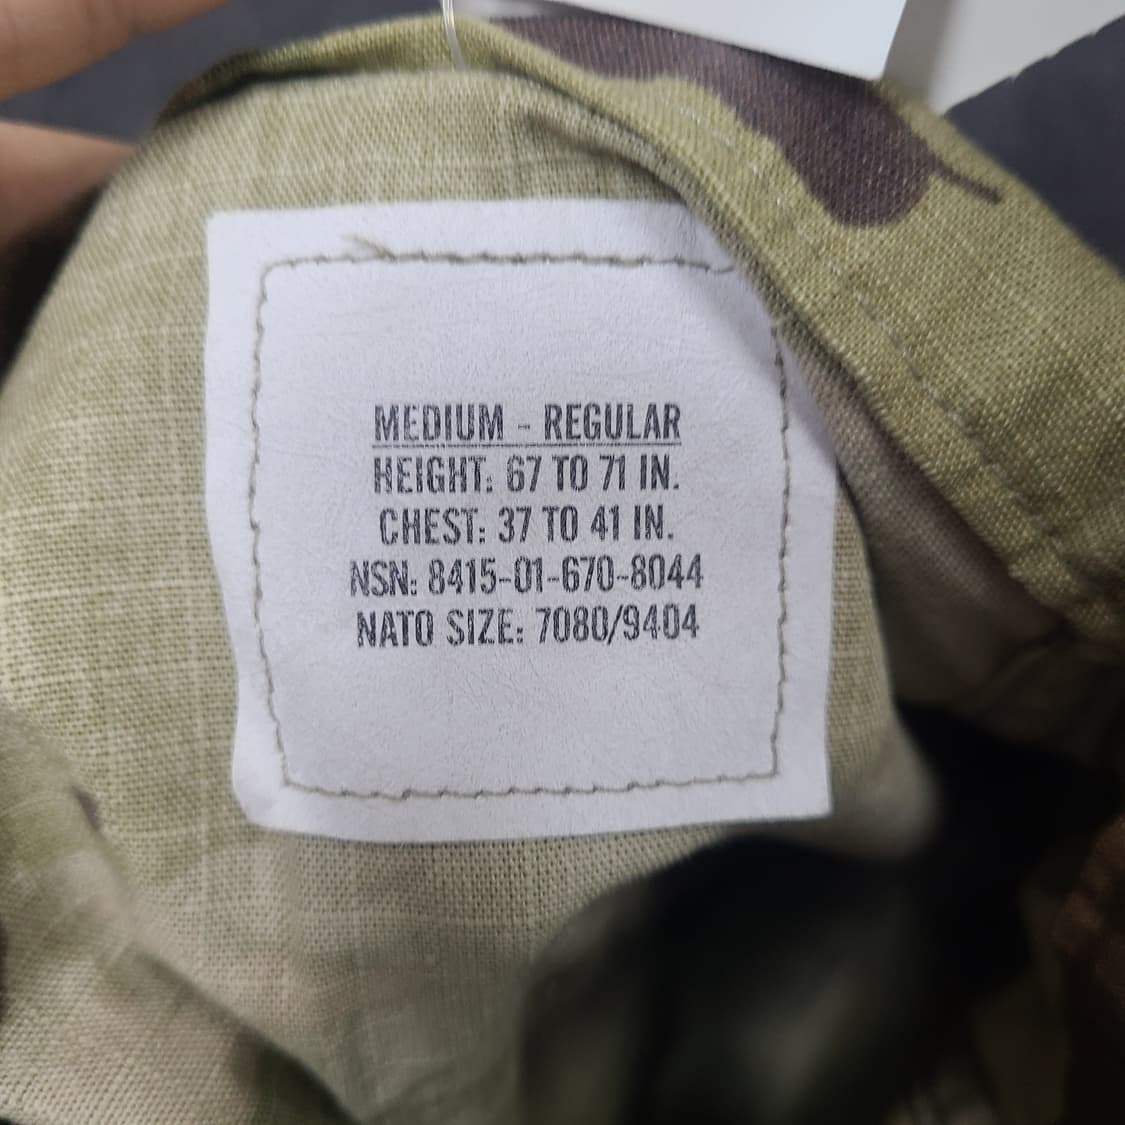 MEDIUM - REGULAR
HEIGHT: 67 TO 71 IN.
CHEST: 37 TO 41 IN.
NSN: 8415-01-670-8044
NATO SIZE: 7080/9404